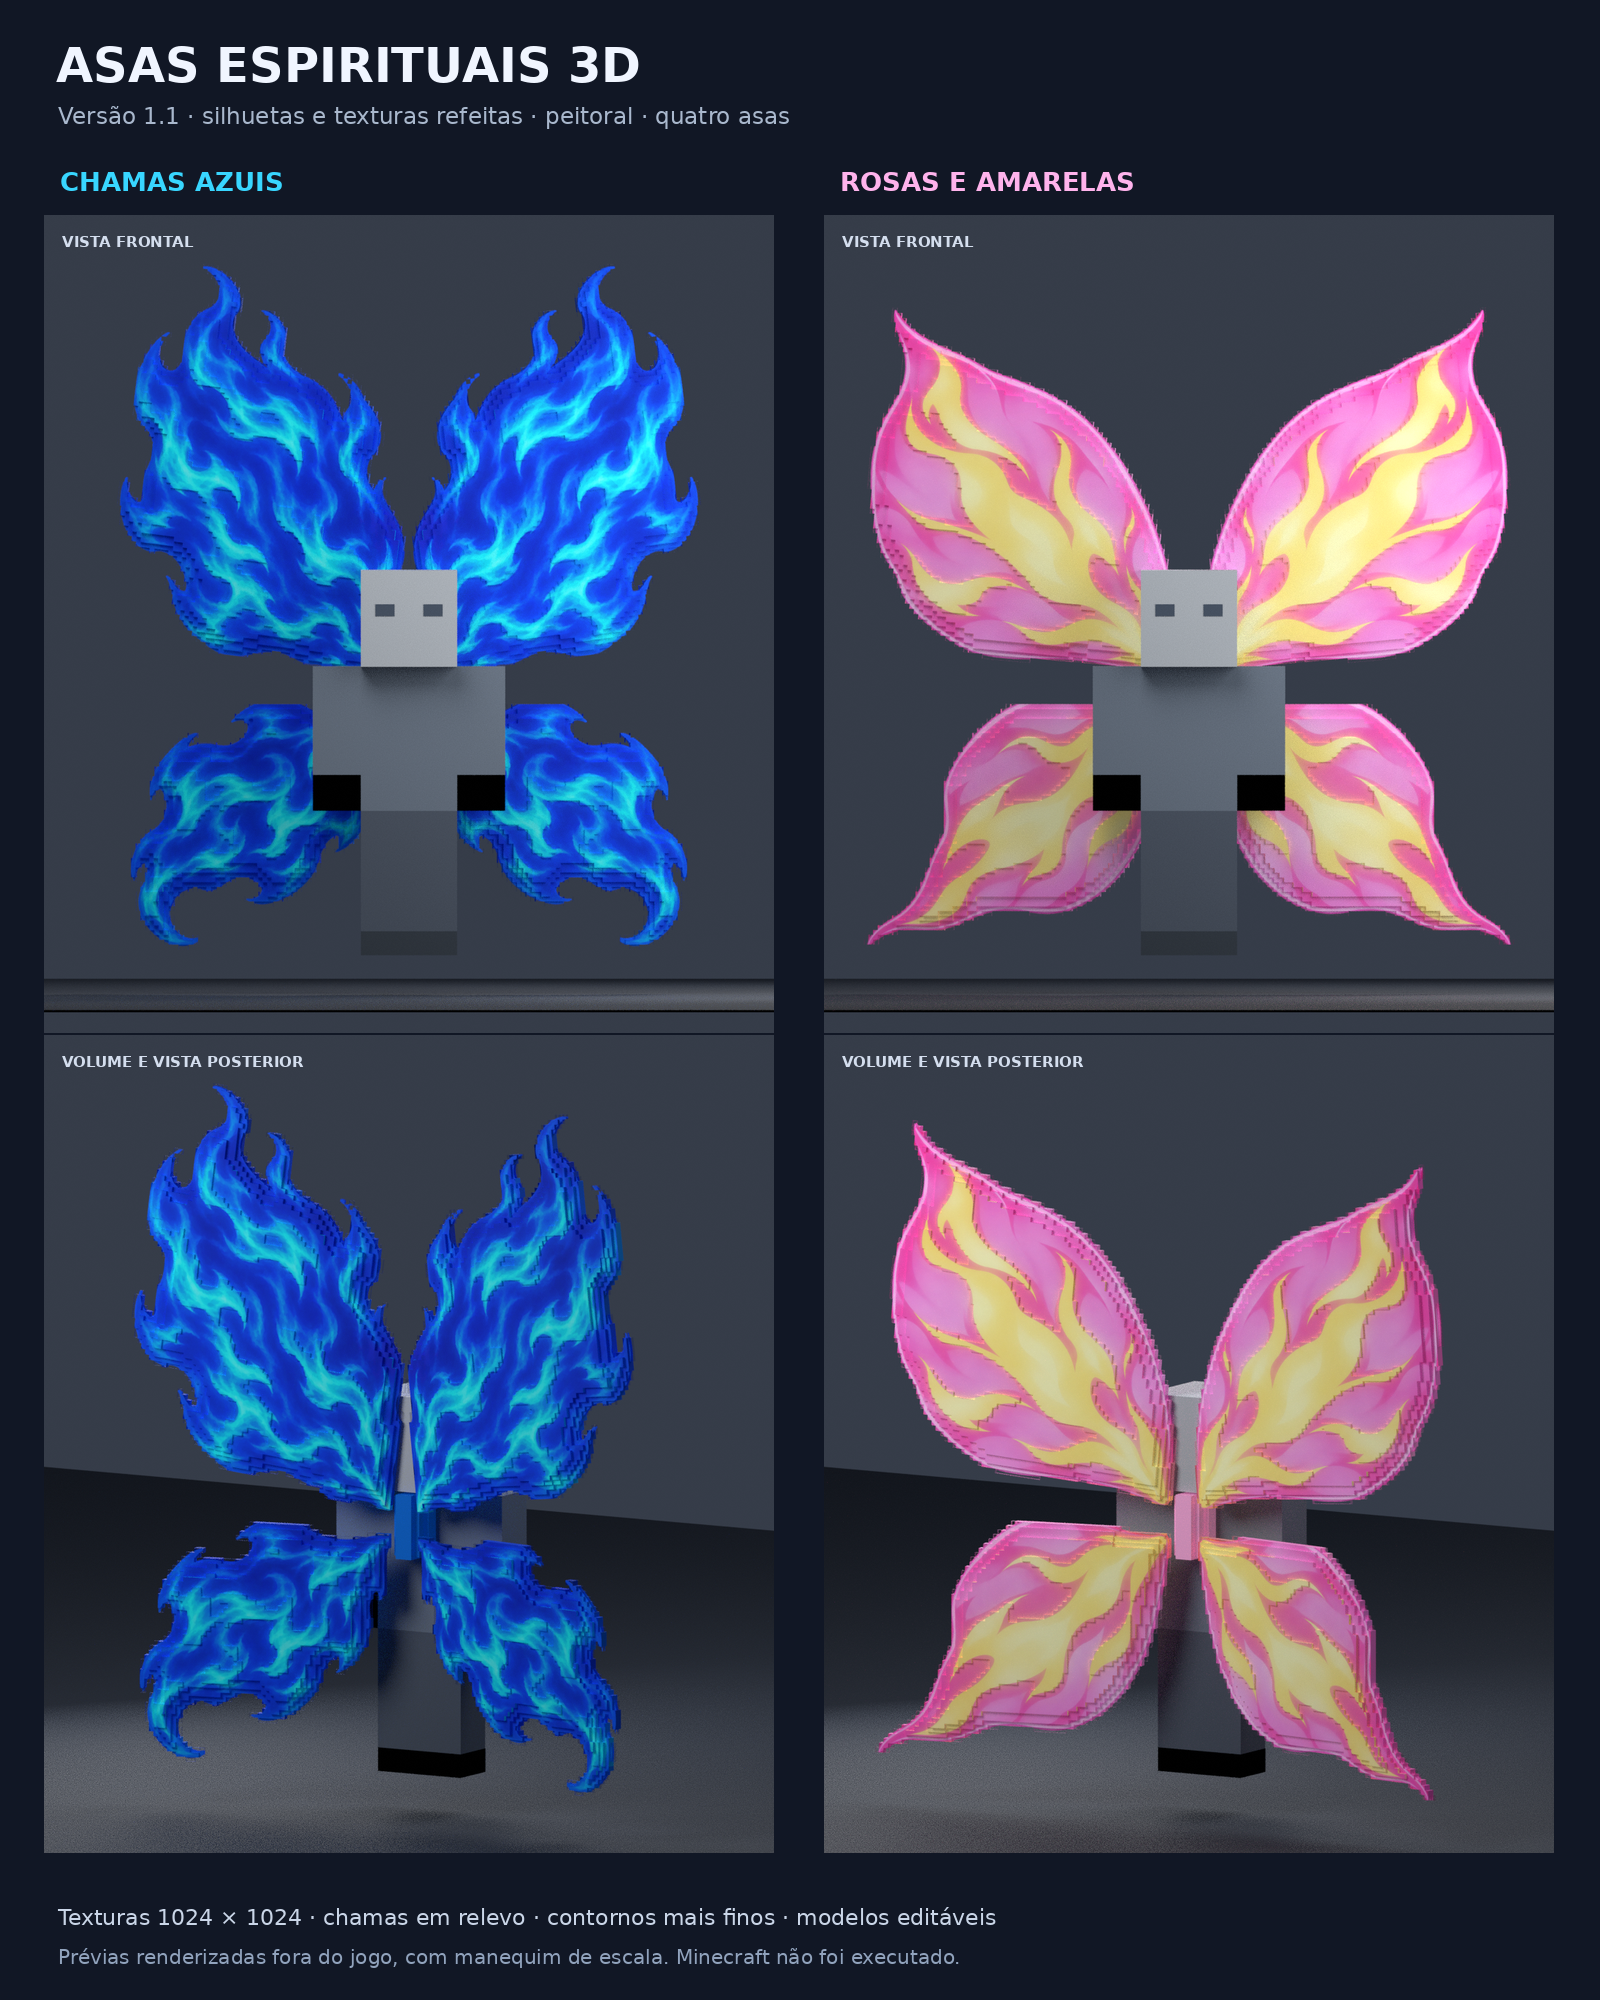 ASAS ESPIRITUAIS 3D
Versão 1.1 · silhuetas e texturas refeitas · peitoral · quatro asas
CHAMAS AZUIS
ROSAS E AMARELAS
VISTA FRONTAL
VISTA FRONTAL
VOLUME E VISTA POSTERIOR
VOLUME E VISTA POSTERIOR
Texturas 1024 × 1024 · chamas em relevo · contornos mais finos · modelos editáveis
Prévias renderizadas fora do jogo, com manequim de escala. Minecraft não foi executado.